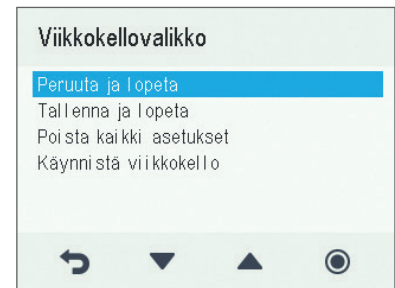 Viikkokellovalikko
Peruuta ja lopeta
Tallenna ja lopeta
Poista kaikki asetukset
Käynnistä viikkokello